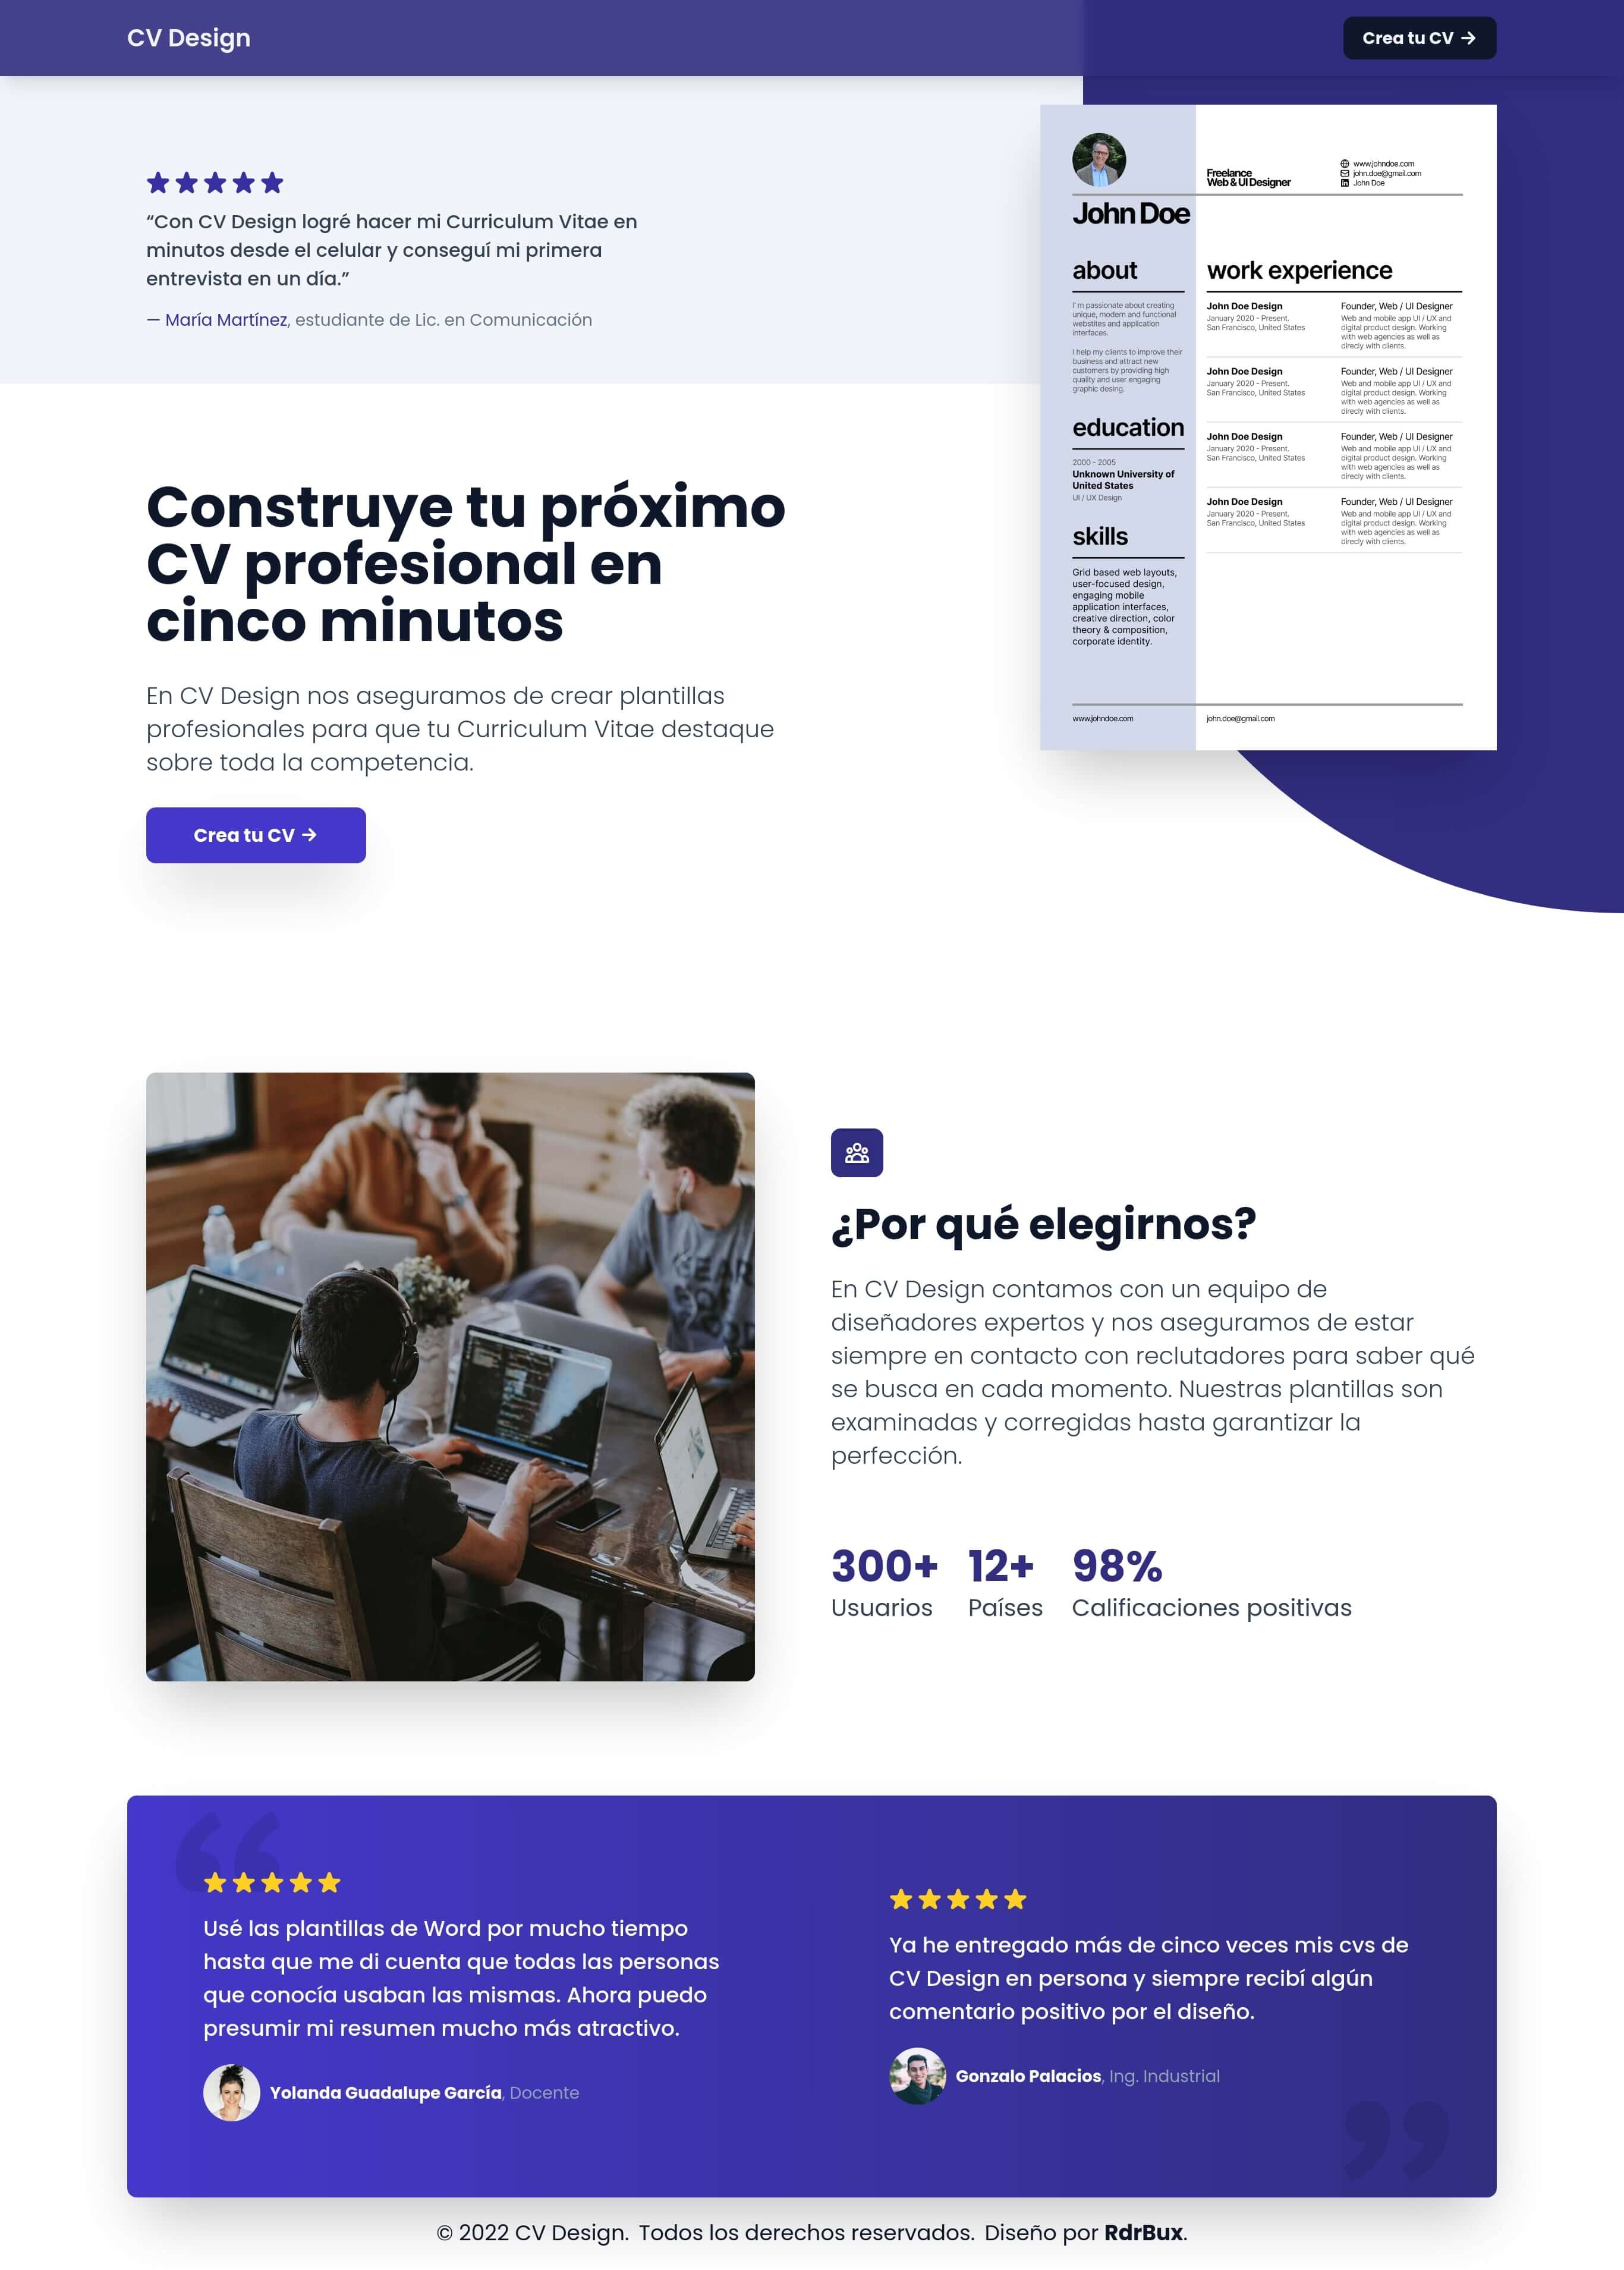 CV Design
Crea tu CV →
“Con CV Design logré hacer mi Curriculum Vitae en
minutos desde el celular y conseguí mi primera
entrevista en un día.”
— María Martínez, estudiante de Lic. en Comunicación
Construye tu próximo
CV profesional en
cinco minutos
En CV Design nos aseguramos de crear plantillas
profesionales para que tu Curriculum Vitae destaque
sobre toda la competencia.
Crea tu CV →
Freelance
Web & UI Designer
www.johndoe.com
john.doe@gmail.com
John Doe
John Doe
about
I' m passionate about creating
unique, modern and functional
webstites and application
interfaces.
I help my clients to improve their
business and attract new
customers by providing high
quality and user engaging
graphic desing.
education
2000 - 2005
Unknown University of
United States
UI / UX Design
skills
Grid based web layouts,
user-focused design,
engaging mobile
application interfaces,
creative direction, color
theory & composition,
corporate identity.
work experience
John Doe Design
January 2020 - Present.
San Francisco, United States
Founder, Web / UI Designer
Web and mobile app UI / UX and
digital product design. Working
with web agencies as well as
direcly with clients.
John Doe Design
January 2020 - Present.
San Francisco, United States
Founder, Web / UI Designer
Web and mobile app UI / UX and
digital product design. Working
with web agencies as well as
direcly with clients.
John Doe Design
January 2020 - Present.
San Francisco, United States
Founder, Web / UI Designer
Web and mobile app UI / UX and
digital product design. Working
with web agencies as well as
direcly with clients.
John Doe Design
January 2020 - Present.
San Francisco, United States
Founder, Web / UI Designer
Web and mobile app UI / UX and
digital product design. Working
with web agencies as well as
direcly with clients.
www.johndoe.com
john.doe@gmail.com
¿Por qué elegirnos?
En CV Design contamos con un equipo de
diseñadores expertos y nos aseguramos de estar
siempre en contacto con reclutadores para saber qué
se busca en cada momento. Nuestras plantillas son
examinadas y corregidas hasta garantizar la
perfección.
300+
Usuarios
12+
Países
98%
Calificaciones positivas
Usé las plantillas de Word por mucho tiempo
hasta que me di cuenta que todas las personas
que conocía usaban las mismas. Ahora puedo
presumir mi resumen mucho más atractivo.
Yolanda Guadalupe García, Docente
Ya he entregado más de cinco veces mis cvs de
CV Design en persona y siempre recibí algún
comentario positivo por el diseño.
Gonzalo Palacios, Ing. Industrial
© 2022 CV Design. Todos los derechos reservados. Diseño por RdrBux.